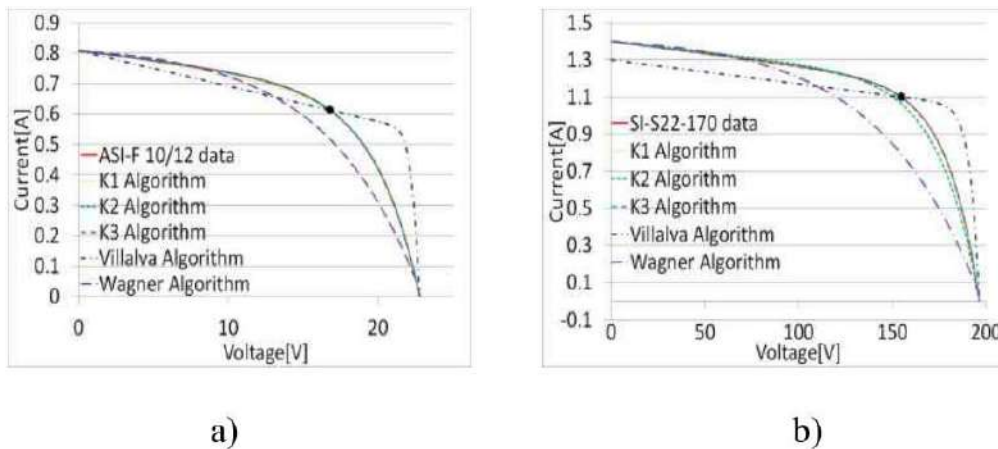 0.9
0.8
0.7
0.6
0.5
0.4
0.3
0.2
0.1
0
Current[A]
ASI-F 10/12 data
K1 Algorithm
K2 Algorithm
K3 Algorithm
Villalva Algorithm
Wagner Algorithm
0 10 20
Voltage[V]
a)
1.5
1.3
1.1
0.9
0.7
0.5
0.3
0.1
-0.1
Current[A]
SI-S22-170 data
K1 Algorithm
K2 Algorithm
K3 Algorithm
Villalva Algorithm
Wagner Algorithm
0 50 100 150 200
Voltage[V]
b)